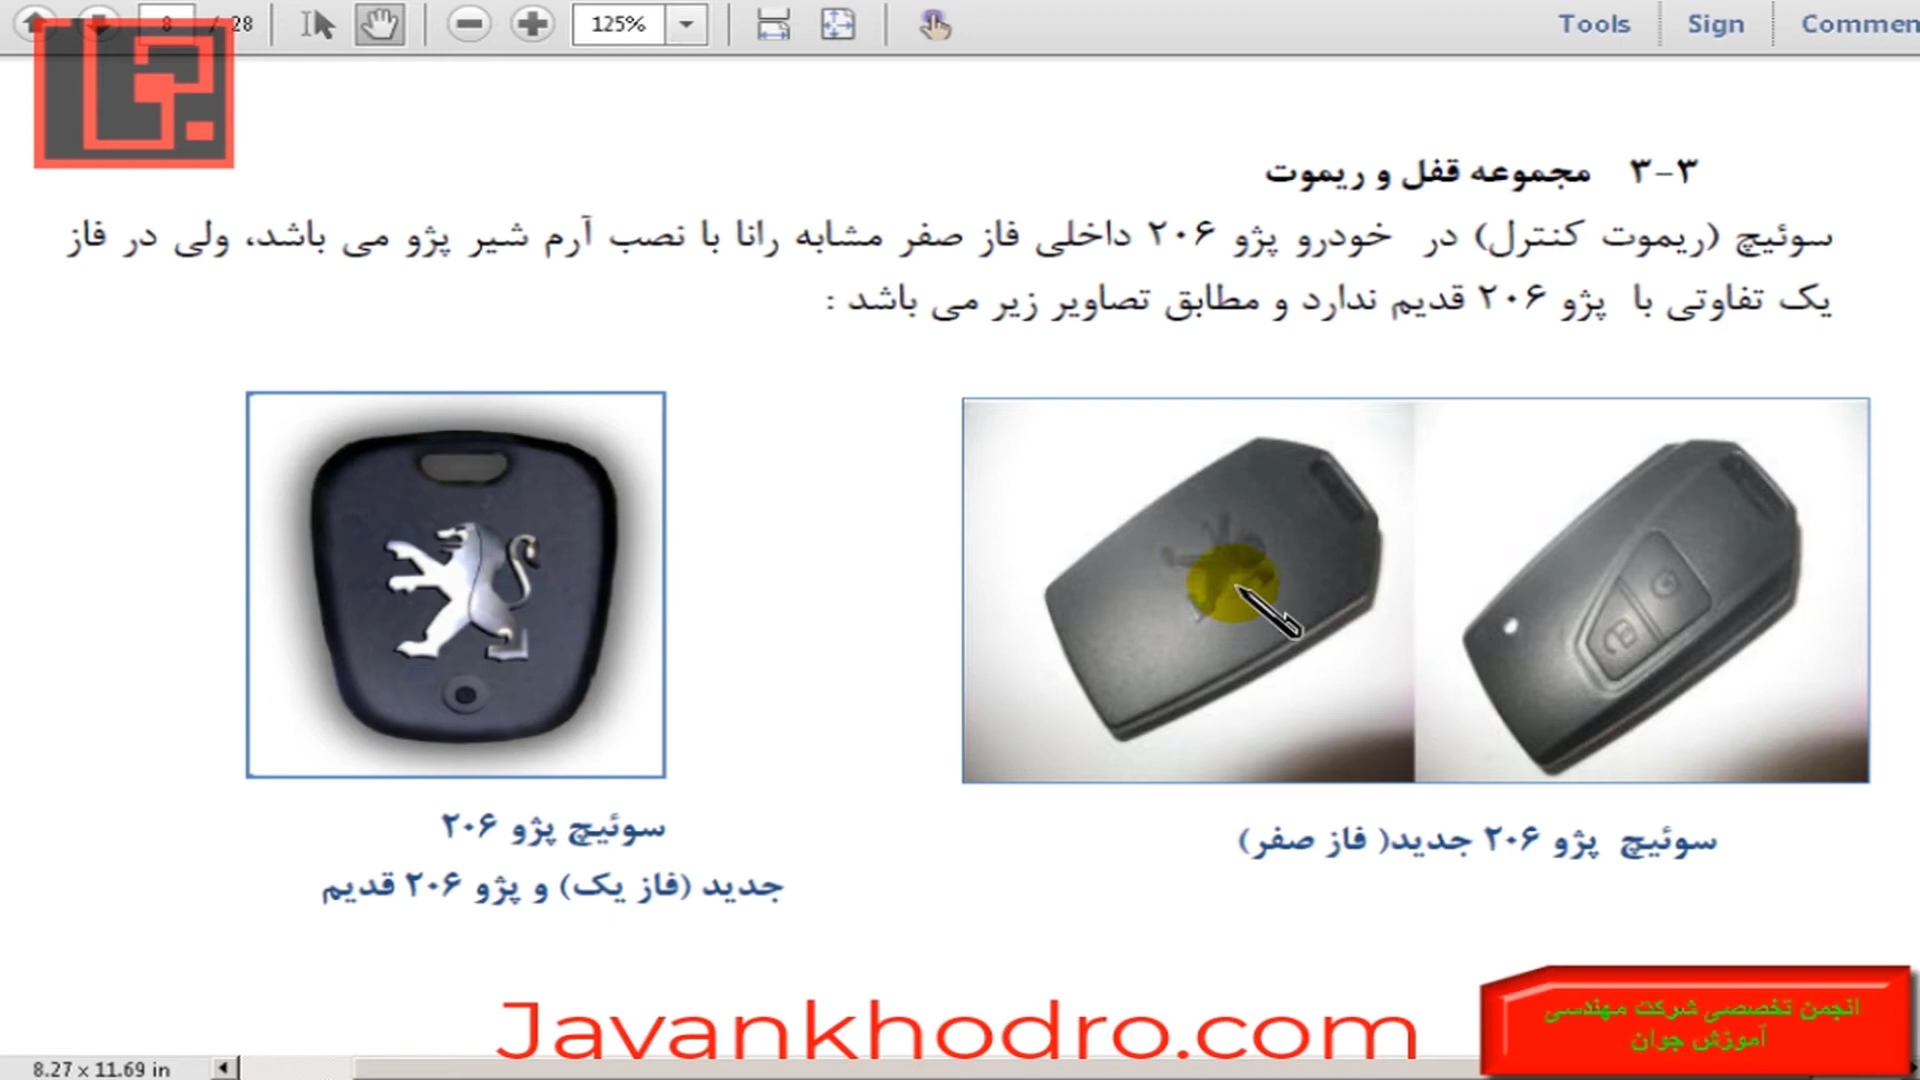 8 / 28
125%
Tools
Sign
Commen
۳-۳ مجموعه قفل و ریموت
سوئیچ (ریموت کنترل) در خودرو پژو ۲۰۶ داخلی فاز صفر مشابه رانا با نصب آرم شیر پژو می باشد، ولی در فاز
یک تفاوتی با پژو ۲۰۶ قدیم ندارد و مطابق تصاویر زیر می باشد :
سوئیچ پژو ۲۰۶ جدید( فاز صفر)
سوئیچ پژو ۲۰۶
جدید (فاز یک) و پژو ۲۰۶ قدیم
Javankhodro.com
انجمن تخصصی شرکت مهندسی
آموزش جوان
8.27 x 11.69 in